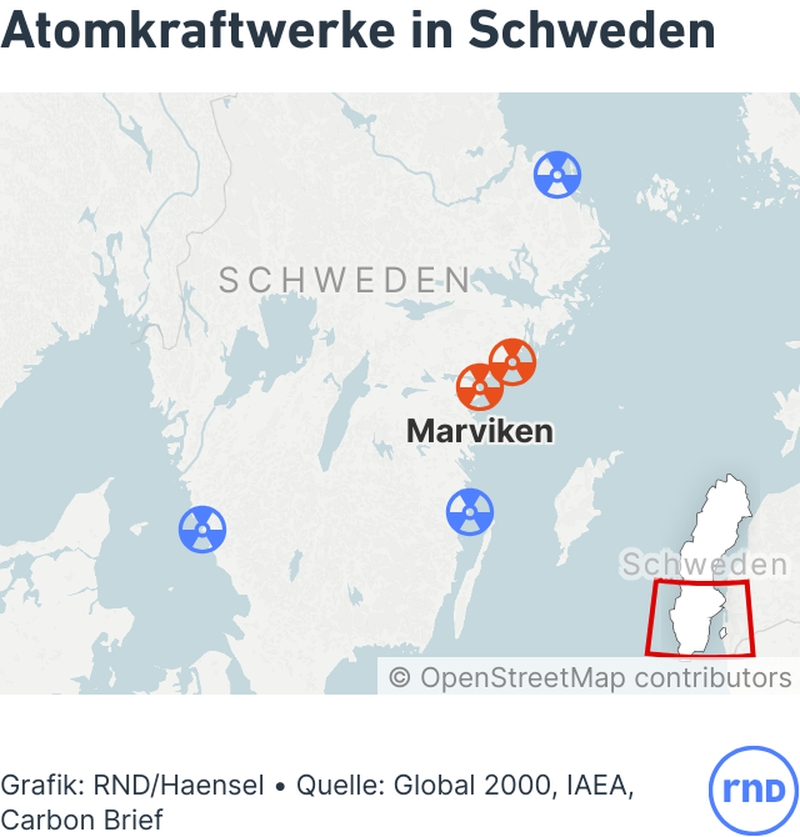 Atomkraftwerke in Schweden
SCHWEDEN
Marviken
Schweden
© OpenStreetMap contributors
Grafik: RND/Haensel • Quelle: Global 2000, IAEA,
Carbon Brief
rnD